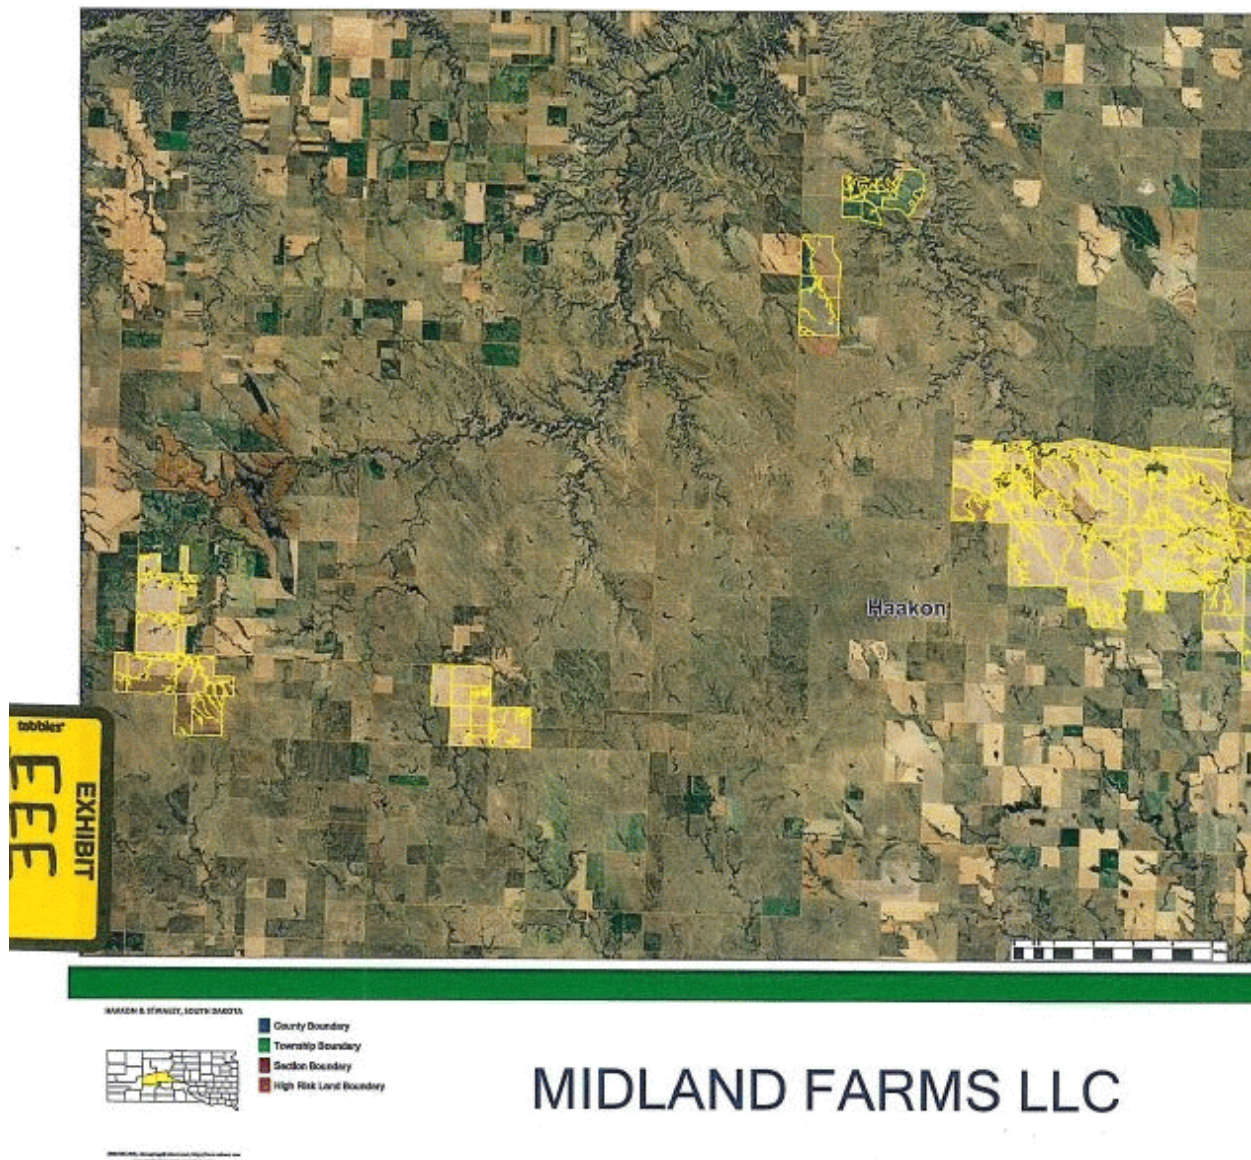 Haakon
tabbies®
EXHIBIT
EEE
HAAKON & STANLEY, SOUTH DAKOTA
County Boundary
Township Boundary
Section Boundary
High Risk Land Boundary
MIDLAND FARMS LLC